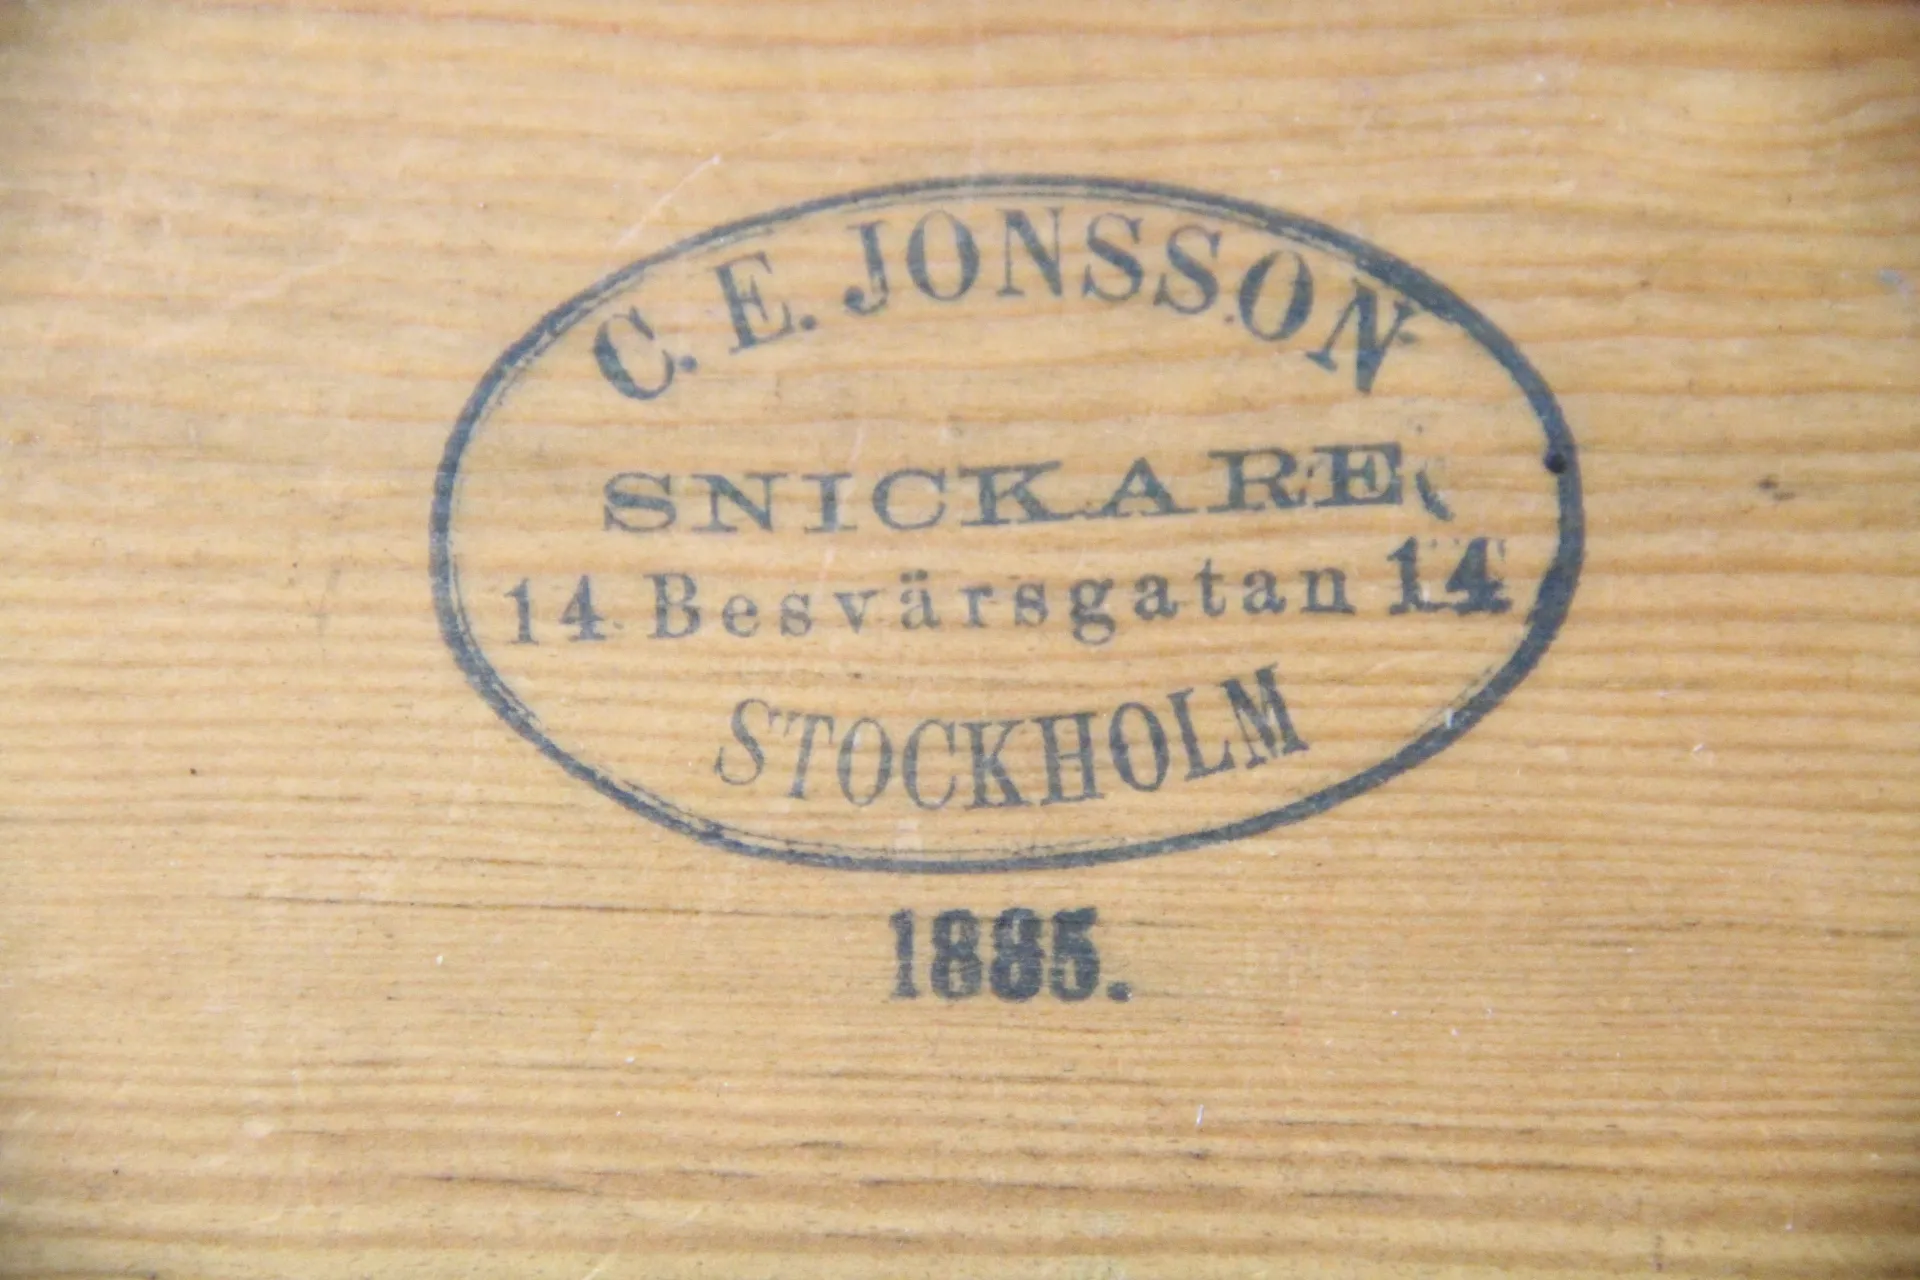 C. E. JONSSON
SNICKARE
14 Besvärsgatan 14
STOCKHOLM
1885.